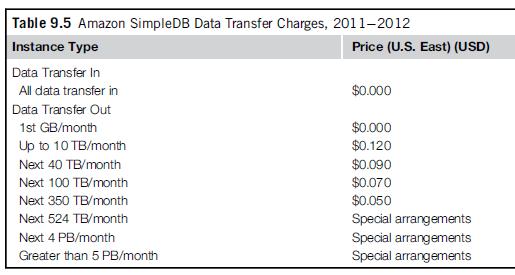 Table 9.5 Amazon SimpleDB Data Transfer Charges, 2011–2012
Instance Type Price (U.S. East) (USD)
Data Transfer In
All data transfer in $0.000
Data Transfer Out
1st GB/month $0.000
Up to 10 TB/month $0.120
Next 40 TB/month $0.090
Next 100 TB/month $0.070
Next 350 TB/month $0.050
Next 524 TB/month Special arrangements
Next 4 PB/month Special arrangements
Greater than 5 PB/month Special arrangements